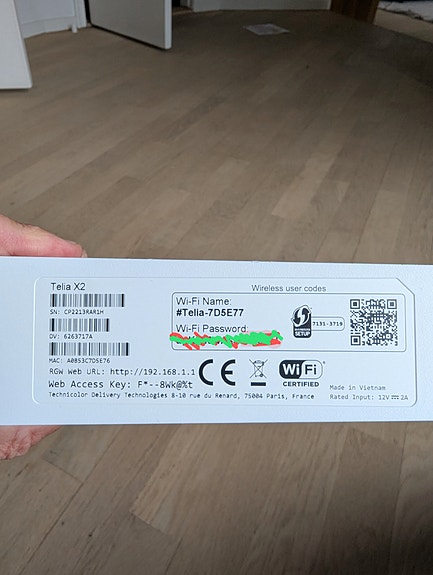 Telia X2
SN: CP2213RAR1H
OV: 6263717A
MAC: A0B53C7D5E76
RGW Web URL: http://192.168.1.1
Web Access Key: F*--8Wk@%t
Technicolor Delivery Technologies 8-10 rue du Renard, 75004 Paris, France
Wireless user codes
Wi-Fi Name:
#Telia-7D5E77
Wi-Fi Password:
7131-3719
CE
Wi Fi
CERTIFIED
Made in Vietnam
Rated Input: 12V ⎓ 2A